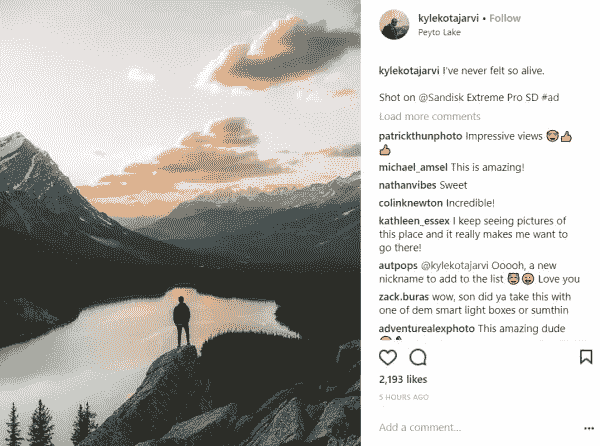 kylekotajarvi • Follow
Peyto Lake
kylekotajarvi I've never felt so alive.
Shot on @Sandisk Extreme Pro SD #ad
Load more comments
patrickthunphoto Impressive views
michael_amsel This is amazing!
nathanvibes Sweet
colinknewton Incredible!
kathleen_essex I keep seeing pictures of
this place and it really makes me want to
go there!
autpops @kylekotajarvi Ooooh, a new
nickname to add to the list 😇😉 Love you
zack.buras wow, son did ya take this with
one of dem smart light boxes or sumthin
adventurealexphoto This amazing dude
2,193 likes
5 HOURS AGO
Add a comment...